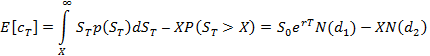 E[c_T] = ∫_X^∞ S_T p(S_T)dS_T − XP(S_T > X) = S_0 e^{rT} N(d_1) − XN(d_2)